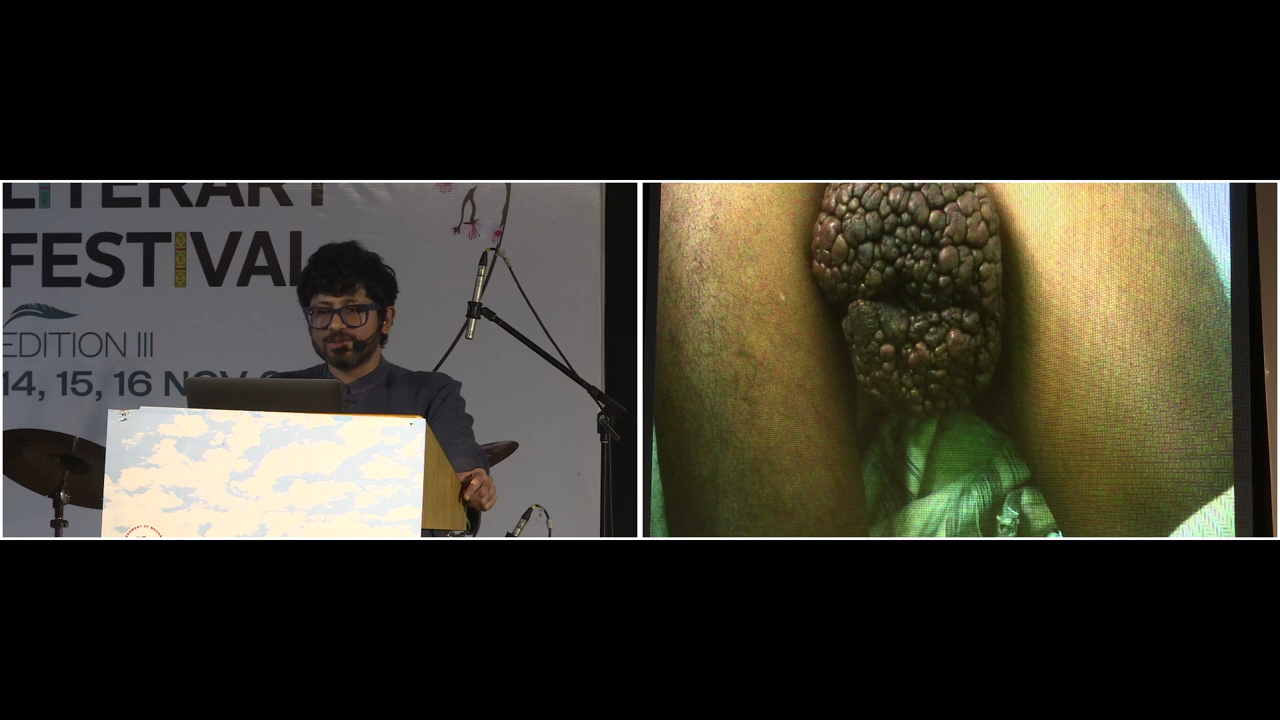 LITERARY
FESTIVAL
EDITION III
14, 15, 16 NOV